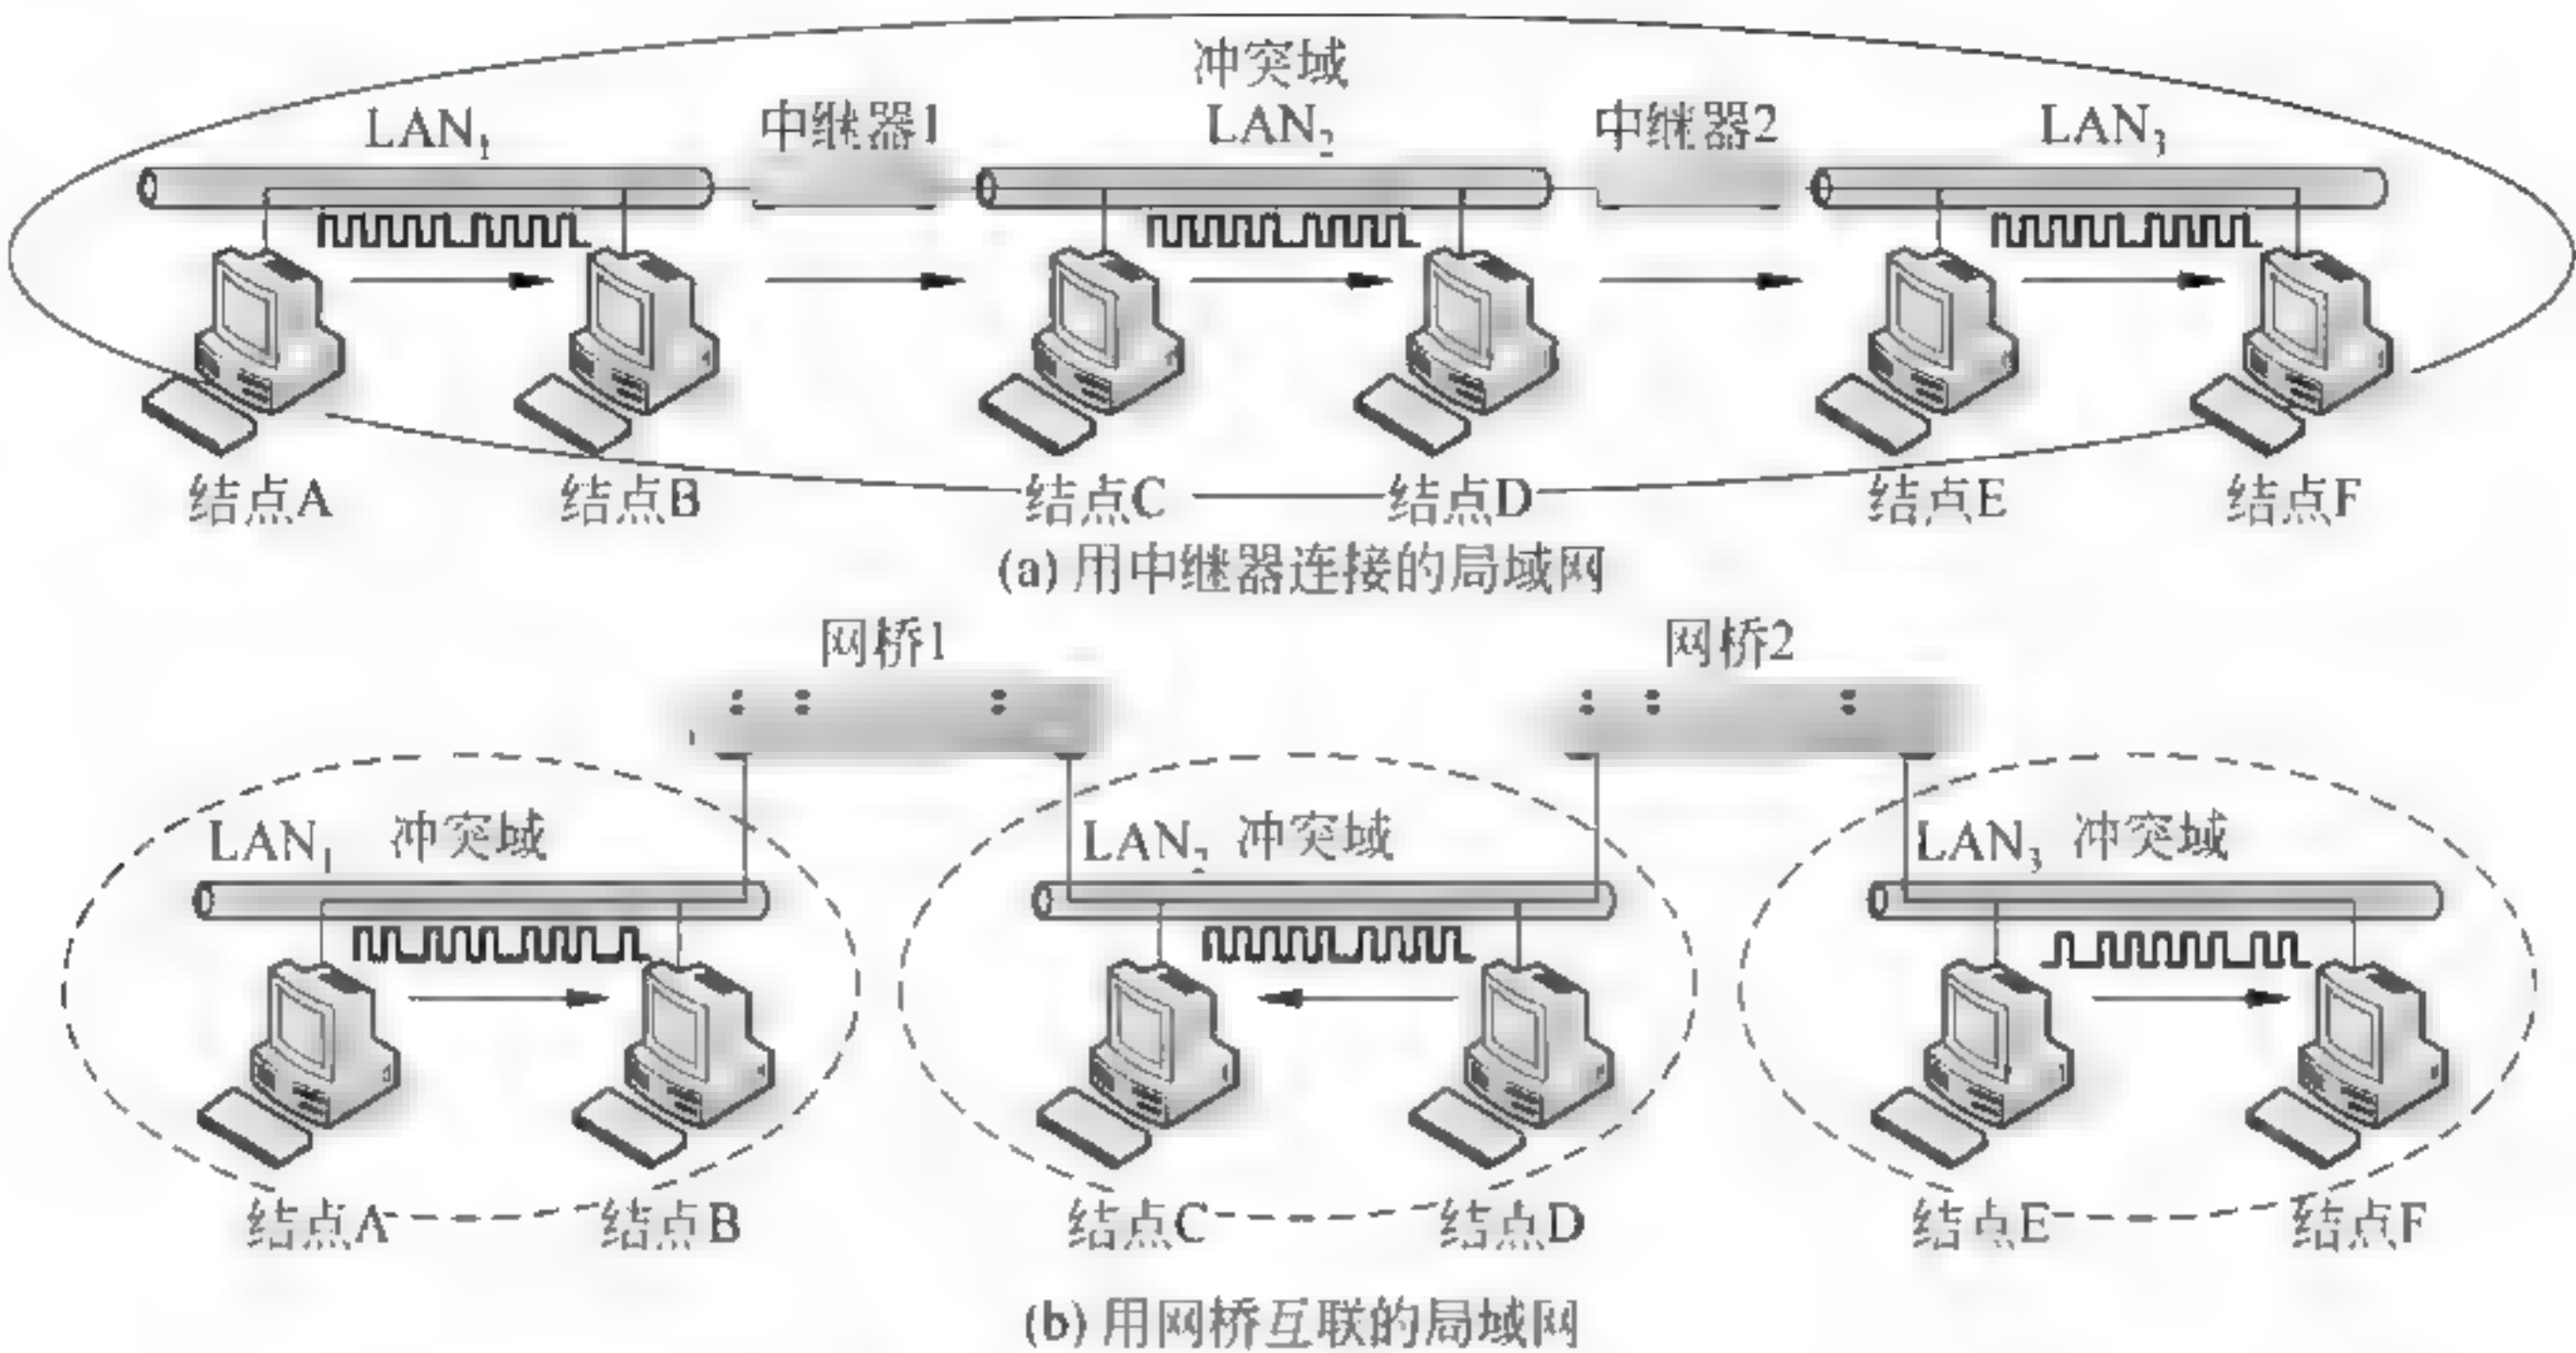 冲突域
LAN₁ 中继器1 LAN₂ 中继器2 LAN₃
结点A 结点B 结点C 结点D 结点E 结点F
(a) 用中继器连接的局域网
网桥1 网桥2
LAN₁ 冲突域 LAN₂ 冲突域 LAN₃ 冲突域
结点A 结点B 结点C 结点D 结点E 结点F
(b) 用网桥互联的局域网